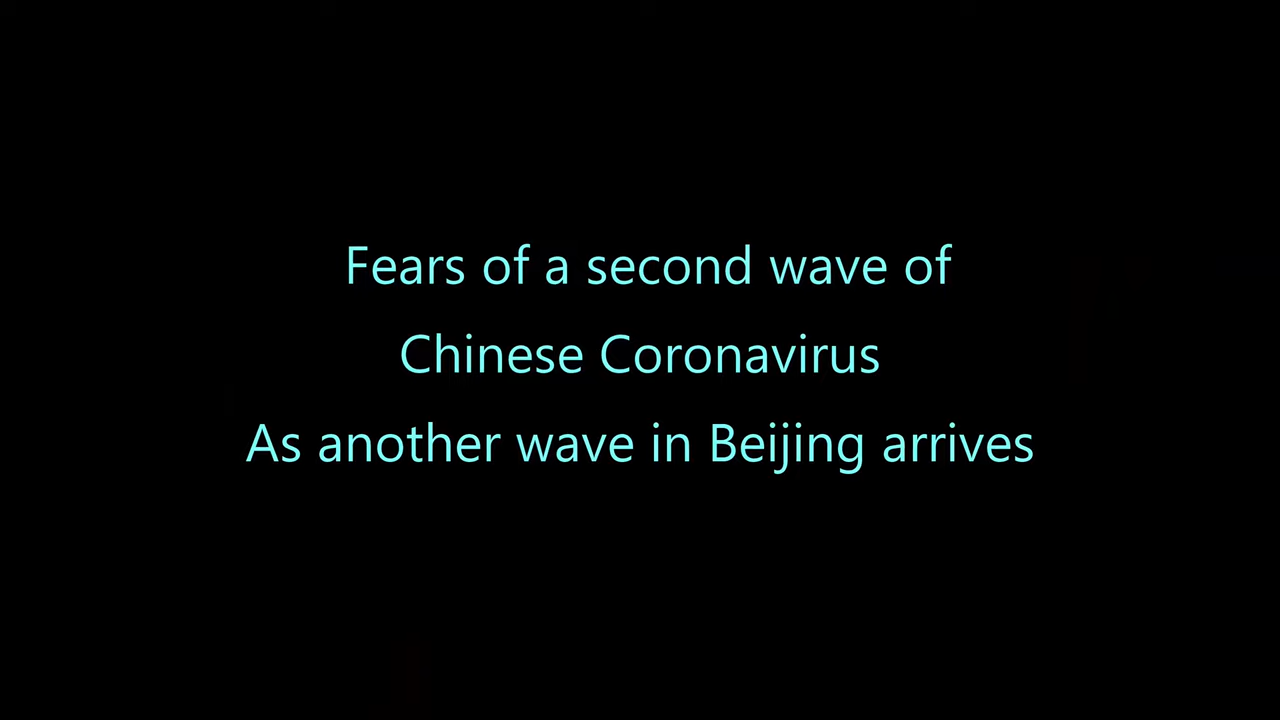 Fears of a second wave of
Chinese Coronavirus
As another wave in Beijing arrives